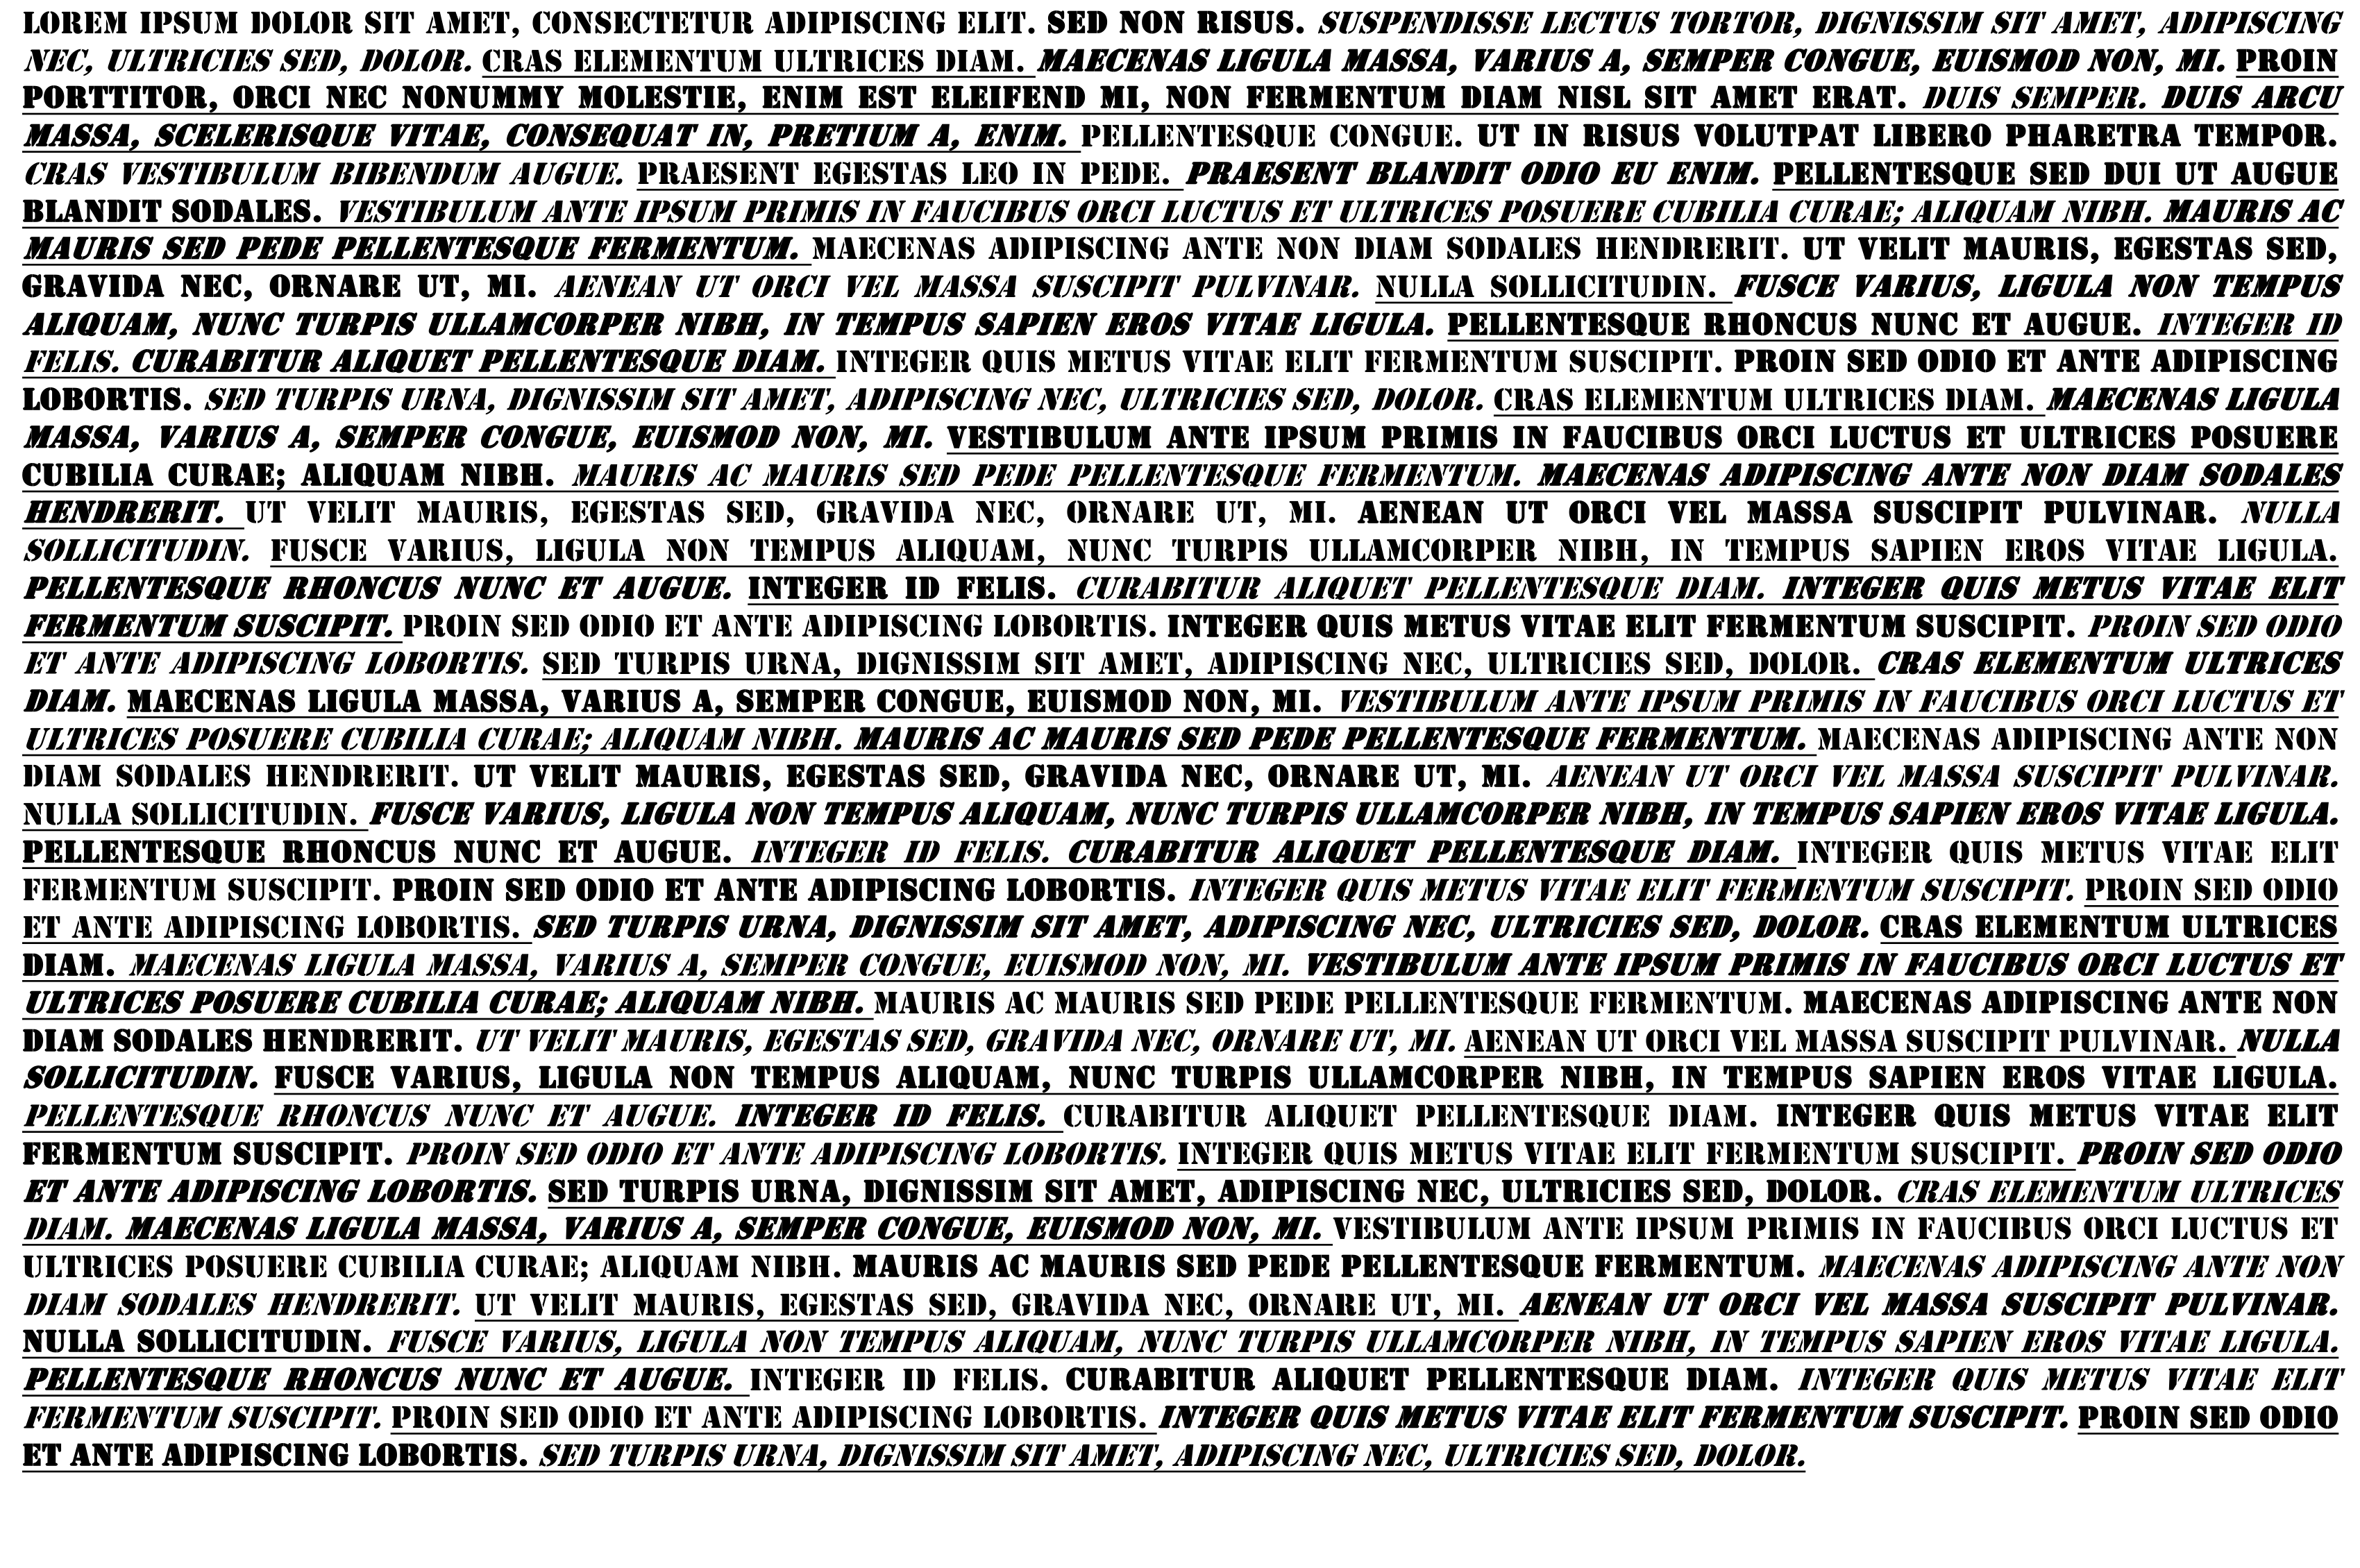 LOREM IPSUM DOLOR SIT AMET, CONSECTETUR ADIPISCING ELIT. SED NON RISUS. SUSPENDISSE LECTUS TORTOR, DIGNISSIM SIT AMET, ADIPISCING
NEC, ULTRICIES SED, DOLOR. CRAS ELEMENTUM ULTRICES DIAM. MAECENAS LIGULA MASSA, VARIUS A, SEMPER CONGUE, EUISMOD NON, MI. PROIN
PORTTITOR, ORCI NEC NONUMMY MOLESTIE, ENIM EST ELEIFEND MI, NON FERMENTUM DIAM NISL SIT AMET ERAT. DUIS SEMPER. DUIS ARCU
MASSA, SCELERISQUE VITAE, CONSEQUAT IN, PRETIUM A, ENIM. PELLENTESQUE CONGUE. UT IN RISUS VOLUTPAT LIBERO PHARETRA TEMPOR.
CRAS VESTIBULUM BIBENDUM AUGUE. PRAESENT EGESTAS LEO IN PEDE. PRAESENT BLANDIT ODIO EU ENIM. PELLENTESQUE SED DUI UT AUGUE
BLANDIT SODALES. VESTIBULUM ANTE IPSUM PRIMIS IN FAUCIBUS ORCI LUCTUS ET ULTRICES POSUERE CUBILIA CURAE; ALIQUAM NIBH. MAURIS AC
MAURIS SED PEDE PELLENTESQUE FERMENTUM. MAECENAS ADIPISCING ANTE NON DIAM SODALES HENDRERIT. UT VELIT MAURIS, EGESTAS SED,
GRAVIDA NEC, ORNARE UT, MI. AENEAN UT ORCI VEL MASSA SUSCIPIT PULVINAR. NULLA SOLLICITUDIN. FUSCE VARIUS, LIGULA NON TEMPUS
ALIQUAM, NUNC TURPIS ULLAMCORPER NIBH, IN TEMPUS SAPIEN EROS VITAE LIGULA. PELLENTESQUE RHONCUS NUNC ET AUGUE. INTEGER ID
FELIS. CURABITUR ALIQUET PELLENTESQUE DIAM. INTEGER QUIS METUS VITAE ELIT FERMENTUM SUSCIPIT. PROIN SED ODIO ET ANTE ADIPISCING
LOBORTIS. SED TURPIS URNA, DIGNISSIM SIT AMET, ADIPISCING NEC, ULTRICIES SED, DOLOR. CRAS ELEMENTUM ULTRICES DIAM. MAECENAS LIGULA
MASSA, VARIUS A, SEMPER CONGUE, EUISMOD NON, MI. VESTIBULUM ANTE IPSUM PRIMIS IN FAUCIBUS ORCI LUCTUS ET ULTRICES POSUERE
CUBILIA CURAE; ALIQUAM NIBH. MAURIS AC MAURIS SED PEDE PELLENTESQUE FERMENTUM. MAECENAS ADIPISCING ANTE NON DIAM SODALES
HENDRERIT. UT VELIT MAURIS, EGESTAS SED, GRAVIDA NEC, ORNARE UT, MI. AENEAN UT ORCI VEL MASSA SUSCIPIT PULVINAR. NULLA
SOLLICITUDIN. FUSCE VARIUS, LIGULA NON TEMPUS ALIQUAM, NUNC TURPIS ULLAMCORPER NIBH, IN TEMPUS SAPIEN EROS VITAE LIGULA.
PELLENTESQUE RHONCUS NUNC ET AUGUE. INTEGER ID FELIS. CURABITUR ALIQUET PELLENTESQUE DIAM. INTEGER QUIS METUS VITAE ELIT
FERMENTUM SUSCIPIT. PROIN SED ODIO ET ANTE ADIPISCING LOBORTIS. INTEGER QUIS METUS VITAE ELIT FERMENTUM SUSCIPIT. PROIN SED ODIO
ET ANTE ADIPISCING LOBORTIS. SED TURPIS URNA, DIGNISSIM SIT AMET, ADIPISCING NEC, ULTRICIES SED, DOLOR. CRAS ELEMENTUM ULTRICES
DIAM. MAECENAS LIGULA MASSA, VARIUS A, SEMPER CONGUE, EUISMOD NON, MI. VESTIBULUM ANTE IPSUM PRIMIS IN FAUCIBUS ORCI LUCTUS ET
ULTRICES POSUERE CUBILIA CURAE; ALIQUAM NIBH. MAURIS AC MAURIS SED PEDE PELLENTESQUE FERMENTUM. MAECENAS ADIPISCING ANTE NON
DIAM SODALES HENDRERIT. UT VELIT MAURIS, EGESTAS SED, GRAVIDA NEC, ORNARE UT, MI. AENEAN UT ORCI VEL MASSA SUSCIPIT PULVINAR.
NULLA SOLLICITUDIN. FUSCE VARIUS, LIGULA NON TEMPUS ALIQUAM, NUNC TURPIS ULLAMCORPER NIBH, IN TEMPUS SAPIEN EROS VITAE LIGULA.
PELLENTESQUE RHONCUS NUNC ET AUGUE. INTEGER ID FELIS. CURABITUR ALIQUET PELLENTESQUE DIAM. INTEGER QUIS METUS VITAE ELIT
FERMENTUM SUSCIPIT. PROIN SED ODIO ET ANTE ADIPISCING LOBORTIS. INTEGER QUIS METUS VITAE ELIT FERMENTUM SUSCIPIT. PROIN SED ODIO
ET ANTE ADIPISCING LOBORTIS. SED TURPIS URNA, DIGNISSIM SIT AMET, ADIPISCING NEC, ULTRICIES SED, DOLOR. CRAS ELEMENTUM ULTRICES
DIAM. MAECENAS LIGULA MASSA, VARIUS A, SEMPER CONGUE, EUISMOD NON, MI. VESTIBULUM ANTE IPSUM PRIMIS IN FAUCIBUS ORCI LUCTUS ET
ULTRICES POSUERE CUBILIA CURAE; ALIQUAM NIBH. MAURIS AC MAURIS SED PEDE PELLENTESQUE FERMENTUM. MAECENAS ADIPISCING ANTE NON
DIAM SODALES HENDRERIT. UT VELIT MAURIS, EGESTAS SED, GRAVIDA NEC, ORNARE UT, MI. AENEAN UT ORCI VEL MASSA SUSCIPIT PULVINAR. NULLA
SOLLICITUDIN. FUSCE VARIUS, LIGULA NON TEMPUS ALIQUAM, NUNC TURPIS ULLAMCORPER NIBH, IN TEMPUS SAPIEN EROS VITAE LIGULA.
PELLENTESQUE RHONCUS NUNC ET AUGUE. INTEGER ID FELIS. CURABITUR ALIQUET PELLENTESQUE DIAM. INTEGER QUIS METUS VITAE ELIT
FERMENTUM SUSCIPIT. PROIN SED ODIO ET ANTE ADIPISCING LOBORTIS. INTEGER QUIS METUS VITAE ELIT FERMENTUM SUSCIPIT. PROIN SED ODIO
ET ANTE ADIPISCING LOBORTIS. SED TURPIS URNA, DIGNISSIM SIT AMET, ADIPISCING NEC, ULTRICIES SED, DOLOR. CRAS ELEMENTUM ULTRICES
DIAM. MAECENAS LIGULA MASSA, VARIUS A, SEMPER CONGUE, EUISMOD NON, MI. VESTIBULUM ANTE IPSUM PRIMIS IN FAUCIBUS ORCI LUCTUS ET
ULTRICES POSUERE CUBILIA CURAE; ALIQUAM NIBH. MAURIS AC MAURIS SED PEDE PELLENTESQUE FERMENTUM. MAECENAS ADIPISCING ANTE NON
DIAM SODALES HENDRERIT. UT VELIT MAURIS, EGESTAS SED, GRAVIDA NEC, ORNARE UT, MI. AENEAN UT ORCI VEL MASSA SUSCIPIT PULVINAR.
NULLA SOLLICITUDIN. FUSCE VARIUS, LIGULA NON TEMPUS ALIQUAM, NUNC TURPIS ULLAMCORPER NIBH, IN TEMPUS SAPIEN EROS VITAE LIGULA.
PELLENTESQUE RHONCUS NUNC ET AUGUE. INTEGER ID FELIS. CURABITUR ALIQUET PELLENTESQUE DIAM. INTEGER QUIS METUS VITAE ELIT
FERMENTUM SUSCIPIT. PROIN SED ODIO ET ANTE ADIPISCING LOBORTIS. INTEGER QUIS METUS VITAE ELIT FERMENTUM SUSCIPIT. PROIN SED ODIO
ET ANTE ADIPISCING LOBORTIS. SED TURPIS URNA, DIGNISSIM SIT AMET, ADIPISCING NEC, ULTRICIES SED, DOLOR.